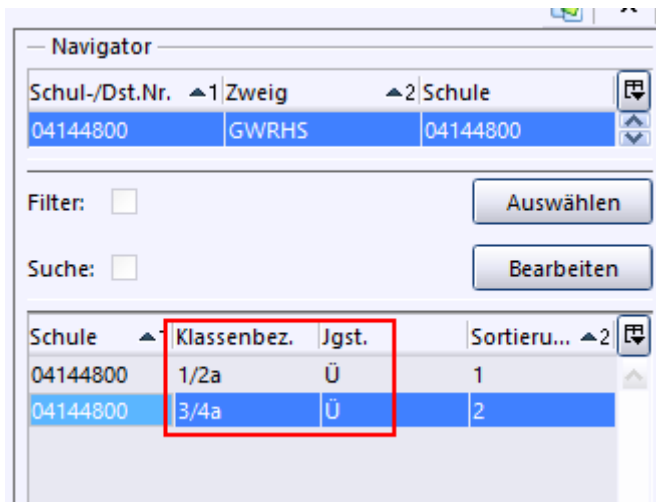 Navigator
Schul-/Dst.Nr. 1 Zweig 2 Schule
04144800 GWRHS 04144800
Filter: Auswählen
Suche: Bearbeiten
Schule 1 Klassenbez. Jgst. Sortieru... 2
04144800 1/2a Ü 1
04144800 3/4a Ü 2